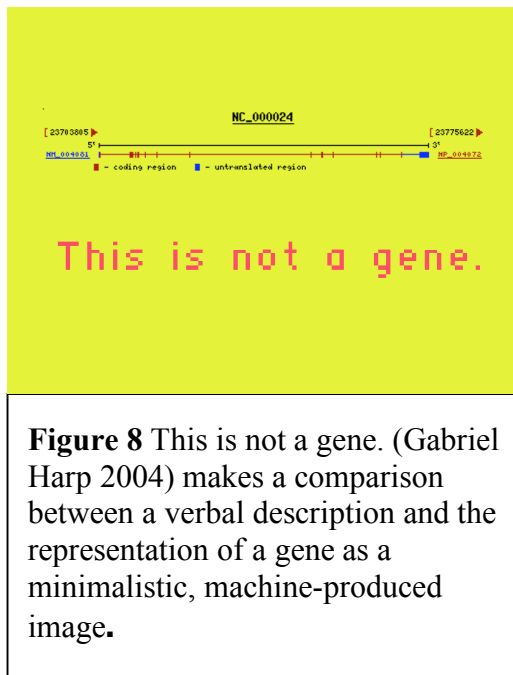 NC_000024
[ 23703805 [ 23775622
5' 3'
NM_004081 NP_004072
- coding region - untranslated region
This is not a gene.
Figure 8 This is not a gene. (Gabriel
Harp 2004) makes a comparison
between a verbal description and the
representation of a gene as a
minimalistic, machine-produced
image.